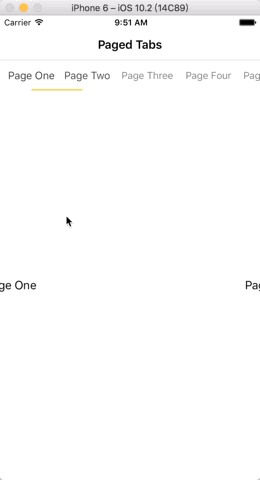 iPhone 6 – iOS 10.2 (14C89)
Carrier 9:51 AM
Paged Tabs
Page One Page Two Page Three Page Four Pag
ge One Pag